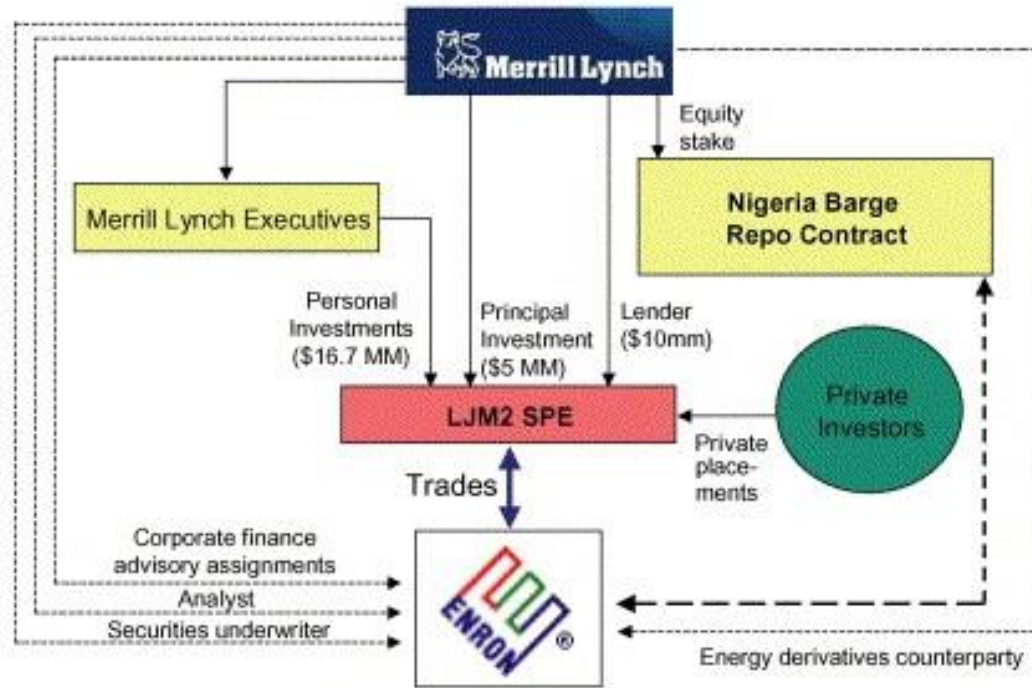 Merrill Lynch
Equity
stake
Merrill Lynch Executives
Nigeria Barge
Repo Contract
Personal
Investments
($16.7 MM)
Principal
Investment
($5 MM)
Lender
($10mm)
Private
Investors
LJM2 SPE
Private
place-
ments
Trades
Corporate finance
advisory assignments
Analyst
Securities underwriter
ENRON
®
Energy derivatives counterparty